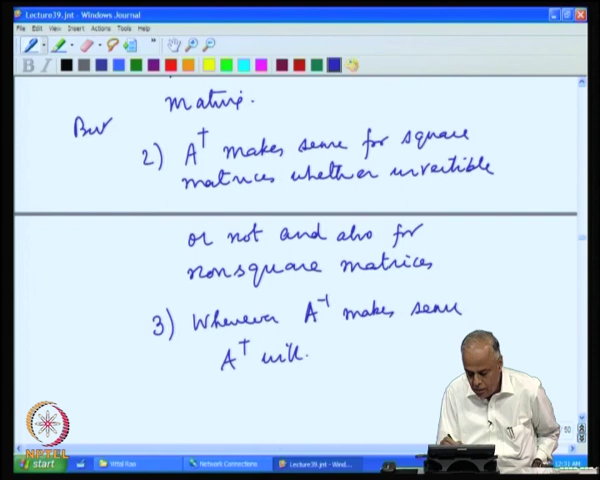 Lecture39.jnt - Windows Journal
File Edit View Insert Actions Tools Help
B I
matrix.
But
2) A† makes sense for square
matrices whether invertible
or not and also for
nonsquare matrices
3) Whenever A⁻¹ makes sense
A† will.
NPTEL
start
Vittal Rao
Network Connections
Lecture39.jnt - Wind...